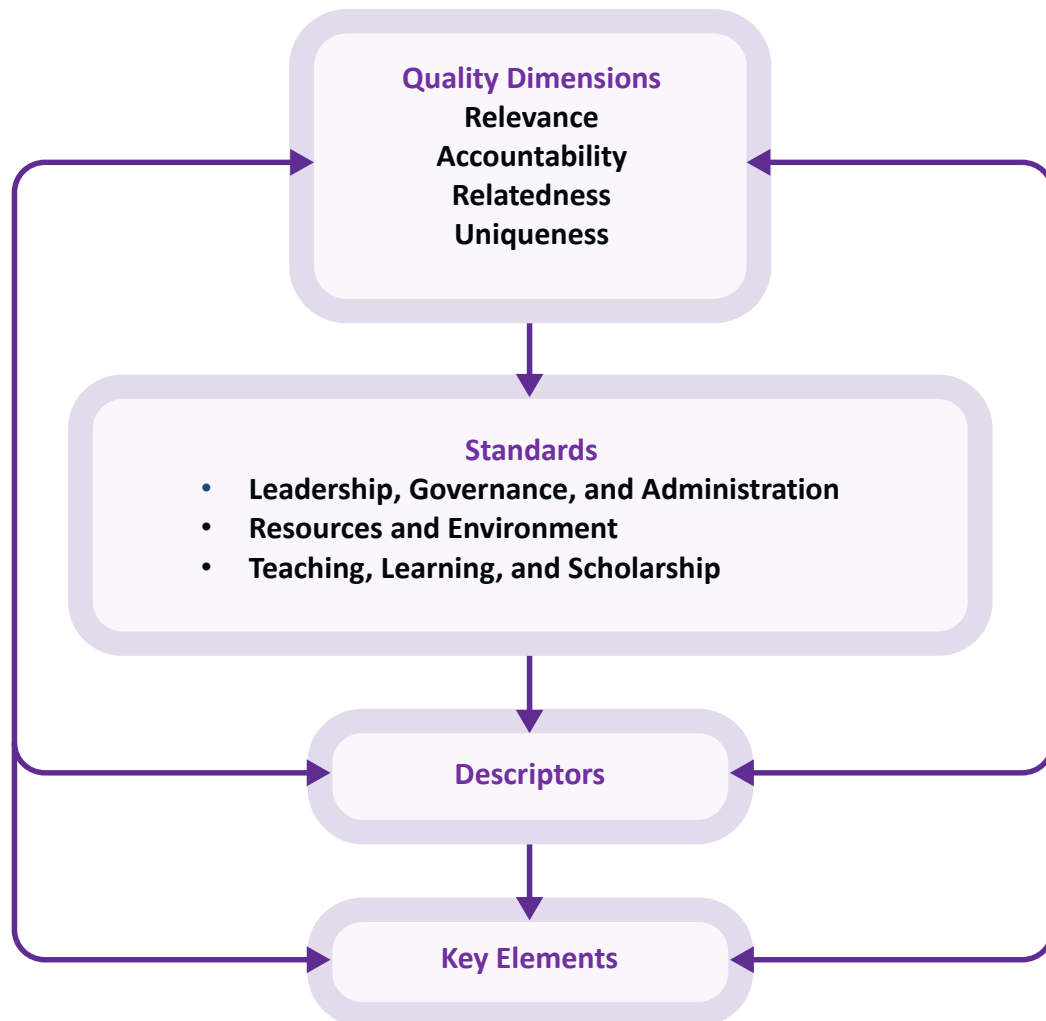 Quality Dimensions
Relevance
Accountability
Relatedness
Uniqueness
Standards
• Leadership, Governance, and Administration
• Resources and Environment
• Teaching, Learning, and Scholarship
Descriptors
Key Elements